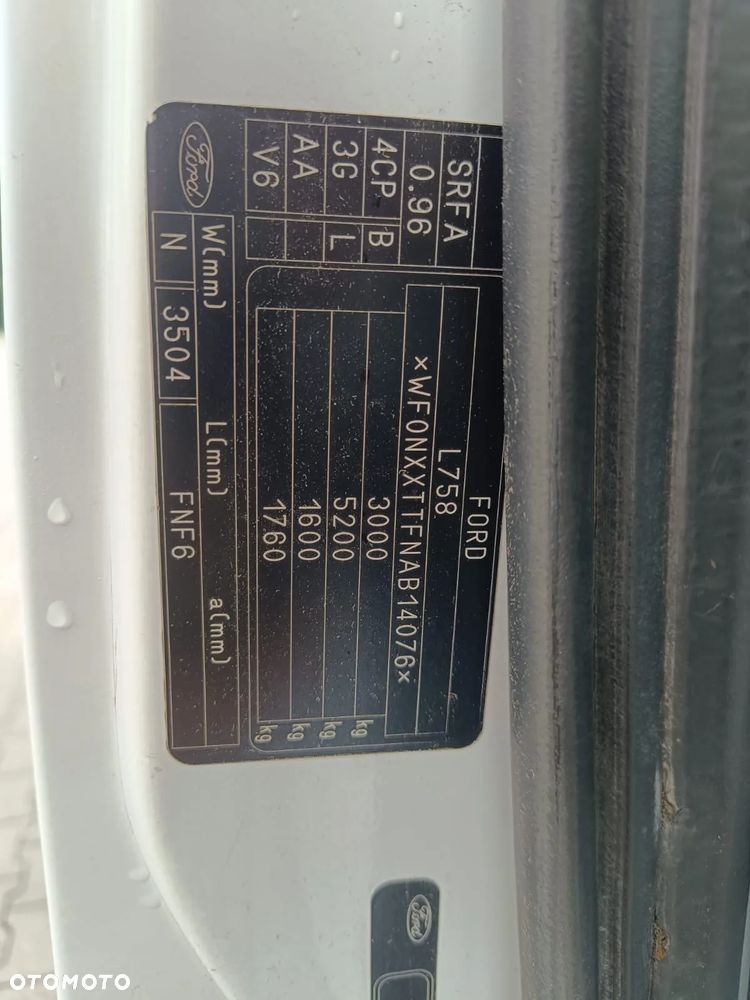 FORD
L758
×WF0NXXTTFNAB14076×
3000 kg
5200 kg
1600 kg
1760 kg
SRFA
0.96
4CP B
3G L
AA
V6
W(mm) L(mm) a(mm)
Ford N 3504 FNF6
Ford
OTOMOTO